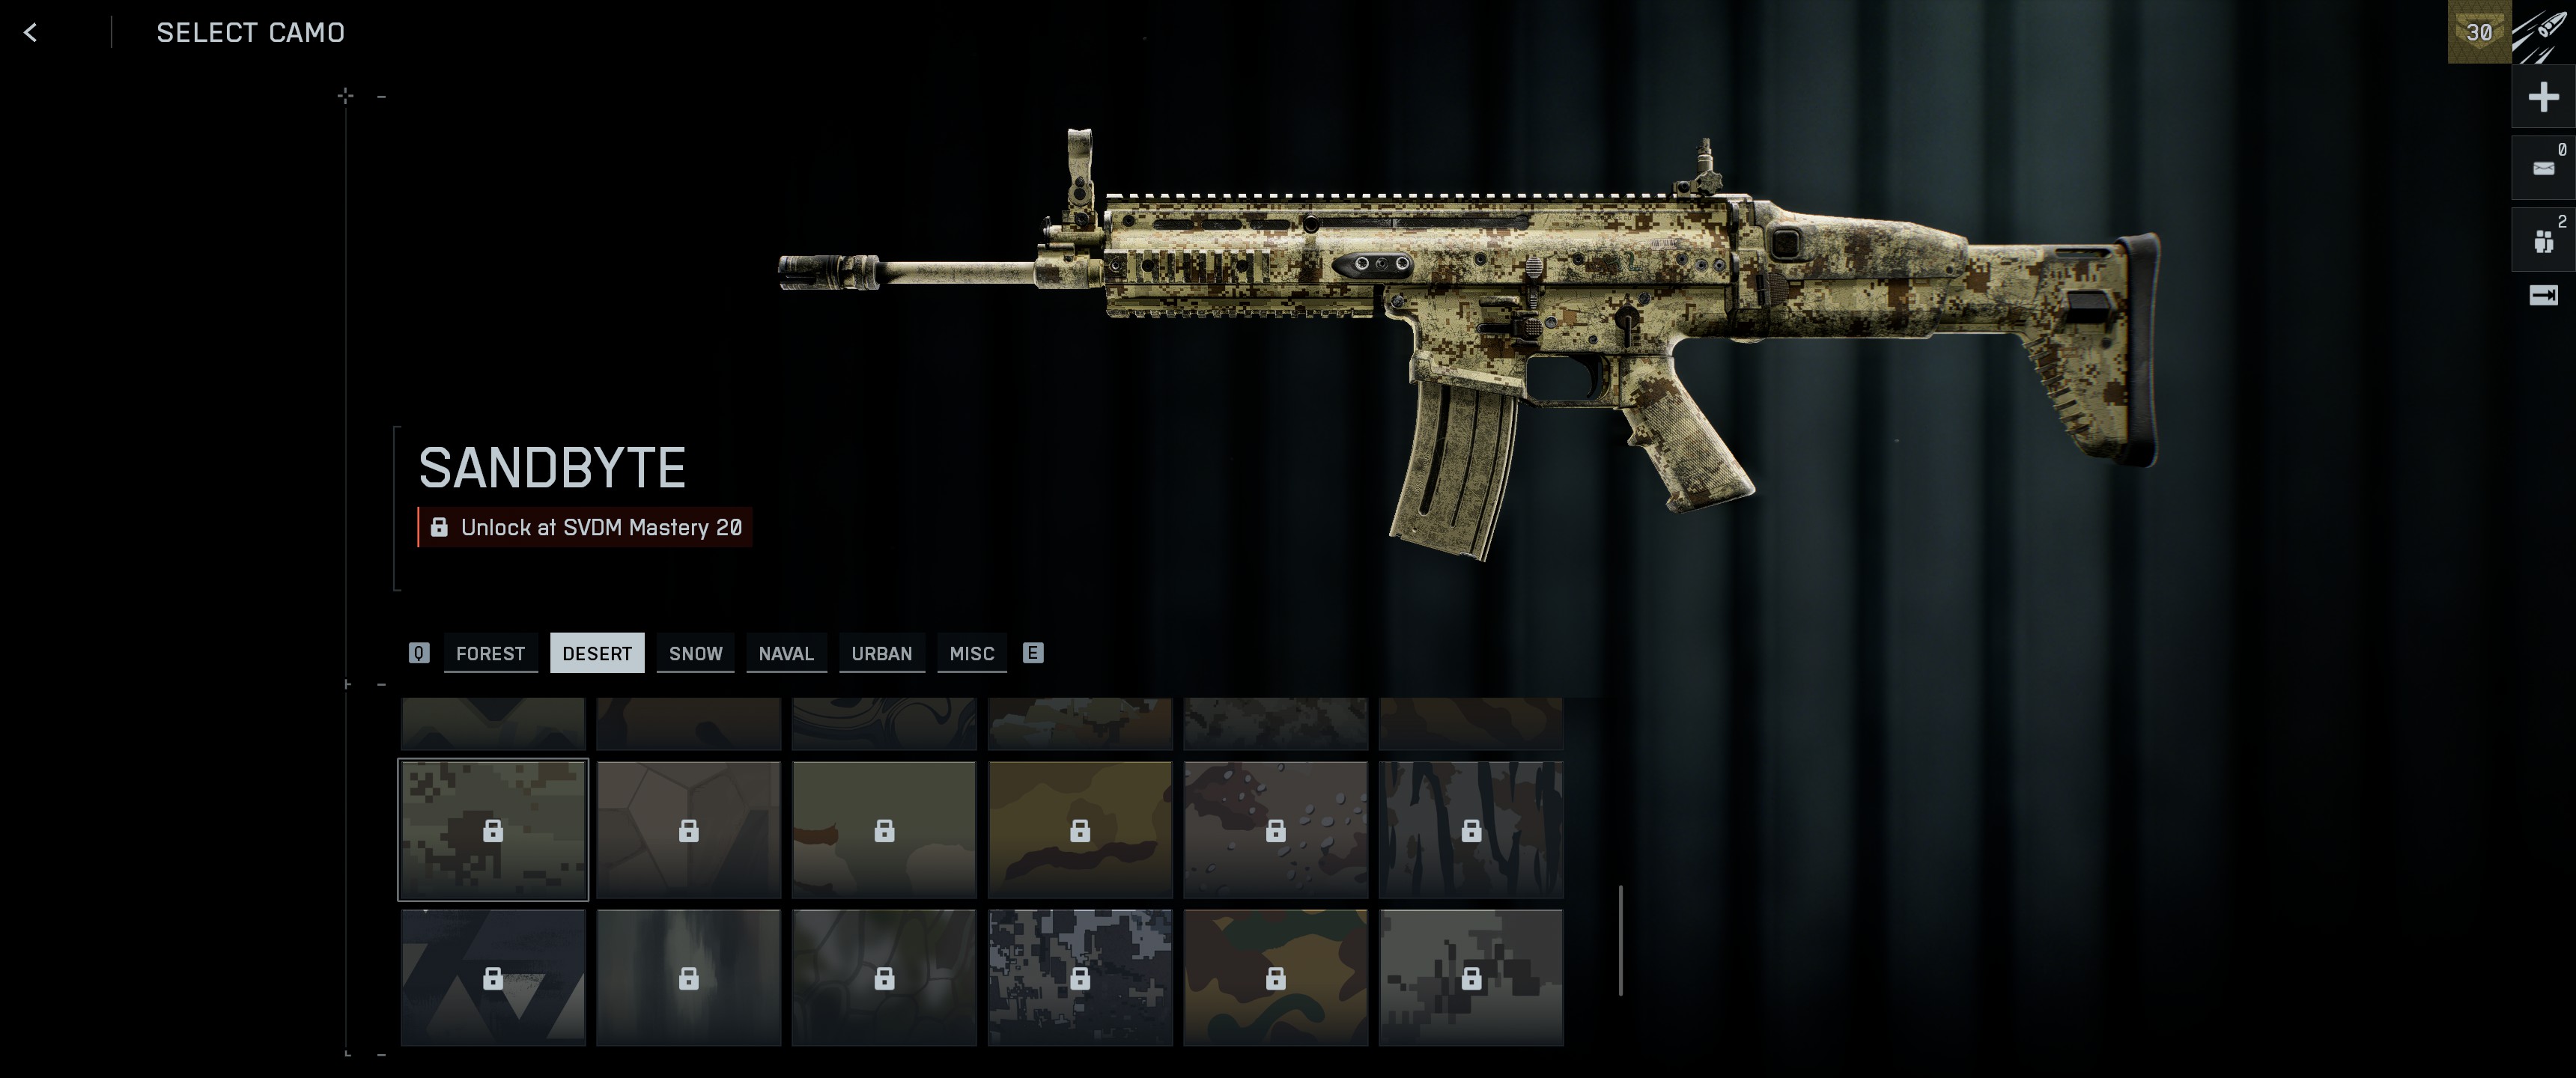 SELECT CAMO
30
0
2
SANDBYTE
Unlock at SVDM Mastery 20
Q FOREST DESERT SNOW NAVAL URBAN MISC E